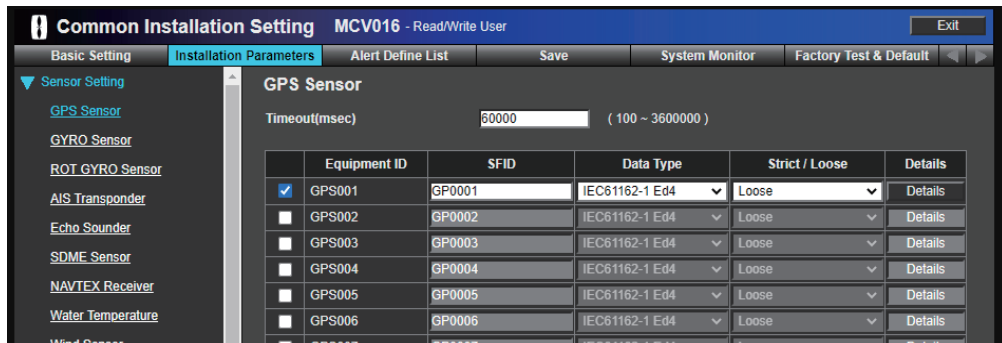 Common Installation Setting MCV016 - Read/Write User Exit
Basic Setting Installation Parameters Alert Define List Save System Monitor Factory Test & Default
Sensor Setting
GPS Sensor
GYRO Sensor
ROT GYRO Sensor
AIS Transponder
Echo Sounder
SDME Sensor
NAVTEX Receiver
Water Temperature
GPS Sensor
Timeout(msec) 60000 ( 100 ~ 3600000 )
Equipment ID SFID Data Type Strict / Loose Details
GPS001 GP0001 IEC61162-1 Ed4 Loose Details
GPS002 GP0002 IEC61162-1 Ed4 Loose Details
GPS003 GP0003 IEC61162-1 Ed4 Loose Details
GPS004 GP0004 IEC61162-1 Ed4 Loose Details
GPS005 GP0005 IEC61162-1 Ed4 Loose Details
GPS006 GP0006 IEC61162-1 Ed4 Loose Details